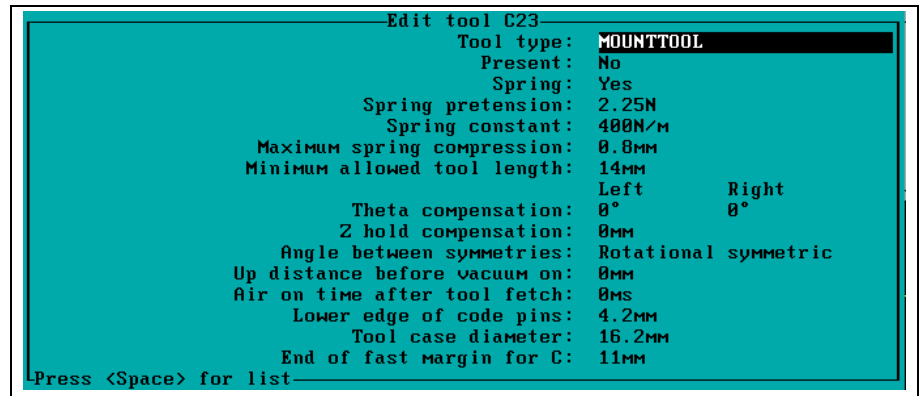 Edit tool C23
Tool type: MOUNTTOOL
Present: No
Spring: Yes
Spring pretension: 2.25N
Spring constant: 400N/m
Maximum spring compression: 0.8mm
Minimum allowed tool length: 14mm
Left Right
Theta compensation: 0° 0°
Z hold compensation: 0mm
Angle between symmetries: Rotational symmetric
Up distance before vacuum on: 0mm
Air on time after tool fetch: 0ms
Lower edge of code pins: 4.2mm
Tool case diameter: 16.2mm
End of fast margin for C: 11mm
Press <Space> for list